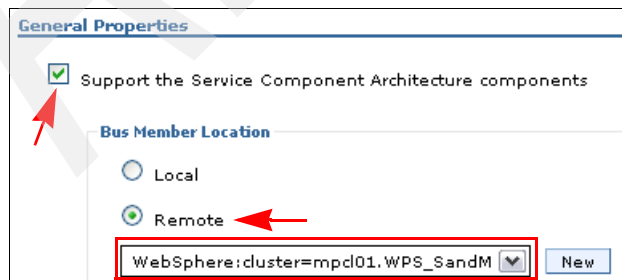 General Properties
Support the Service Component Architecture components
Bus Member Location
Local
Remote
WebSphere:cluster=mpcl01.WPS_SandM
New